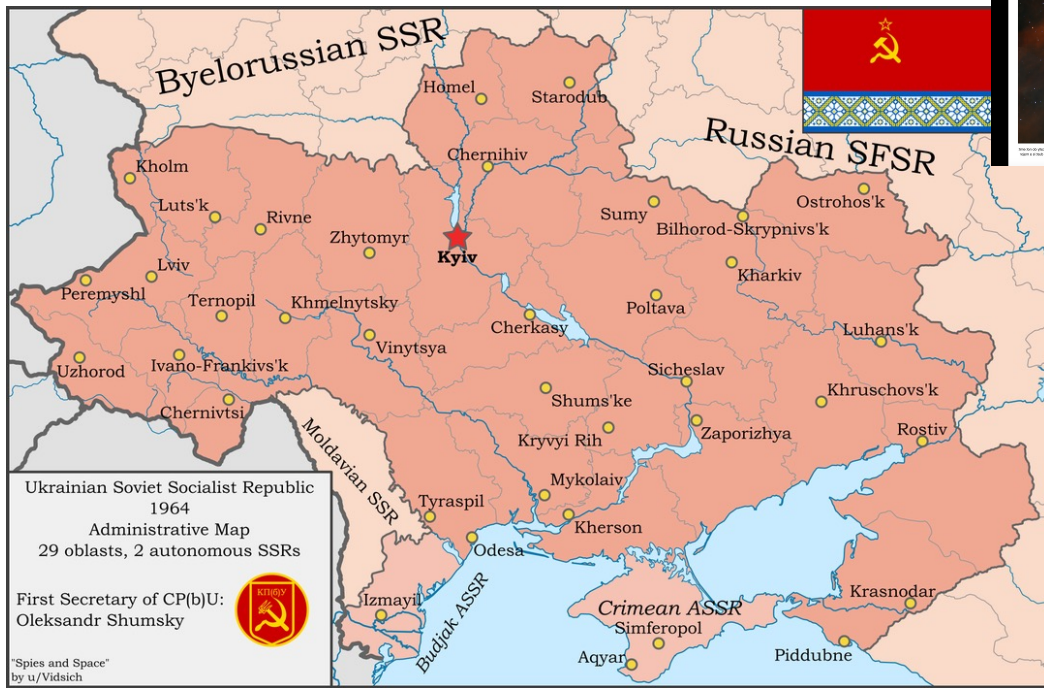 Byelorussian SSR
Russian SFSR
Homel
Starodub
Chernihiv
Kholm
Luts'k
Rivne
Zhytomyr
Kyiv
Sumy
Bilhorod-Skrypnivs'k
Ostrohos'k
Kharkiv
Lviv
Peremyshl
Ternopil
Khmelnytsky
Cherkasy
Poltava
Luhans'k
Vinytsya
Uzhorod
Ivano-Frankivs'k
Chernivtsi
Sicheslav
Shums'ke
Khruschovs'k
Kryvyi Rih
Zaporizhya
Rostiv
Moldavian SSR
Mykolaiv
Tyraspil
Kherson
Odesa
Izmayil
Budjak ASSR
Crimean ASSR
Simferopol
Aqyar
Krasnodar
Piddubne
Ukrainian Soviet Socialist Republic
1964
Administrative Map
29 oblasts, 2 autonomous SSRs
First Secretary of CP(b)U:
Oleksandr Shumsky
КП(б)У
"Spies and Space"
by u/Vidsich